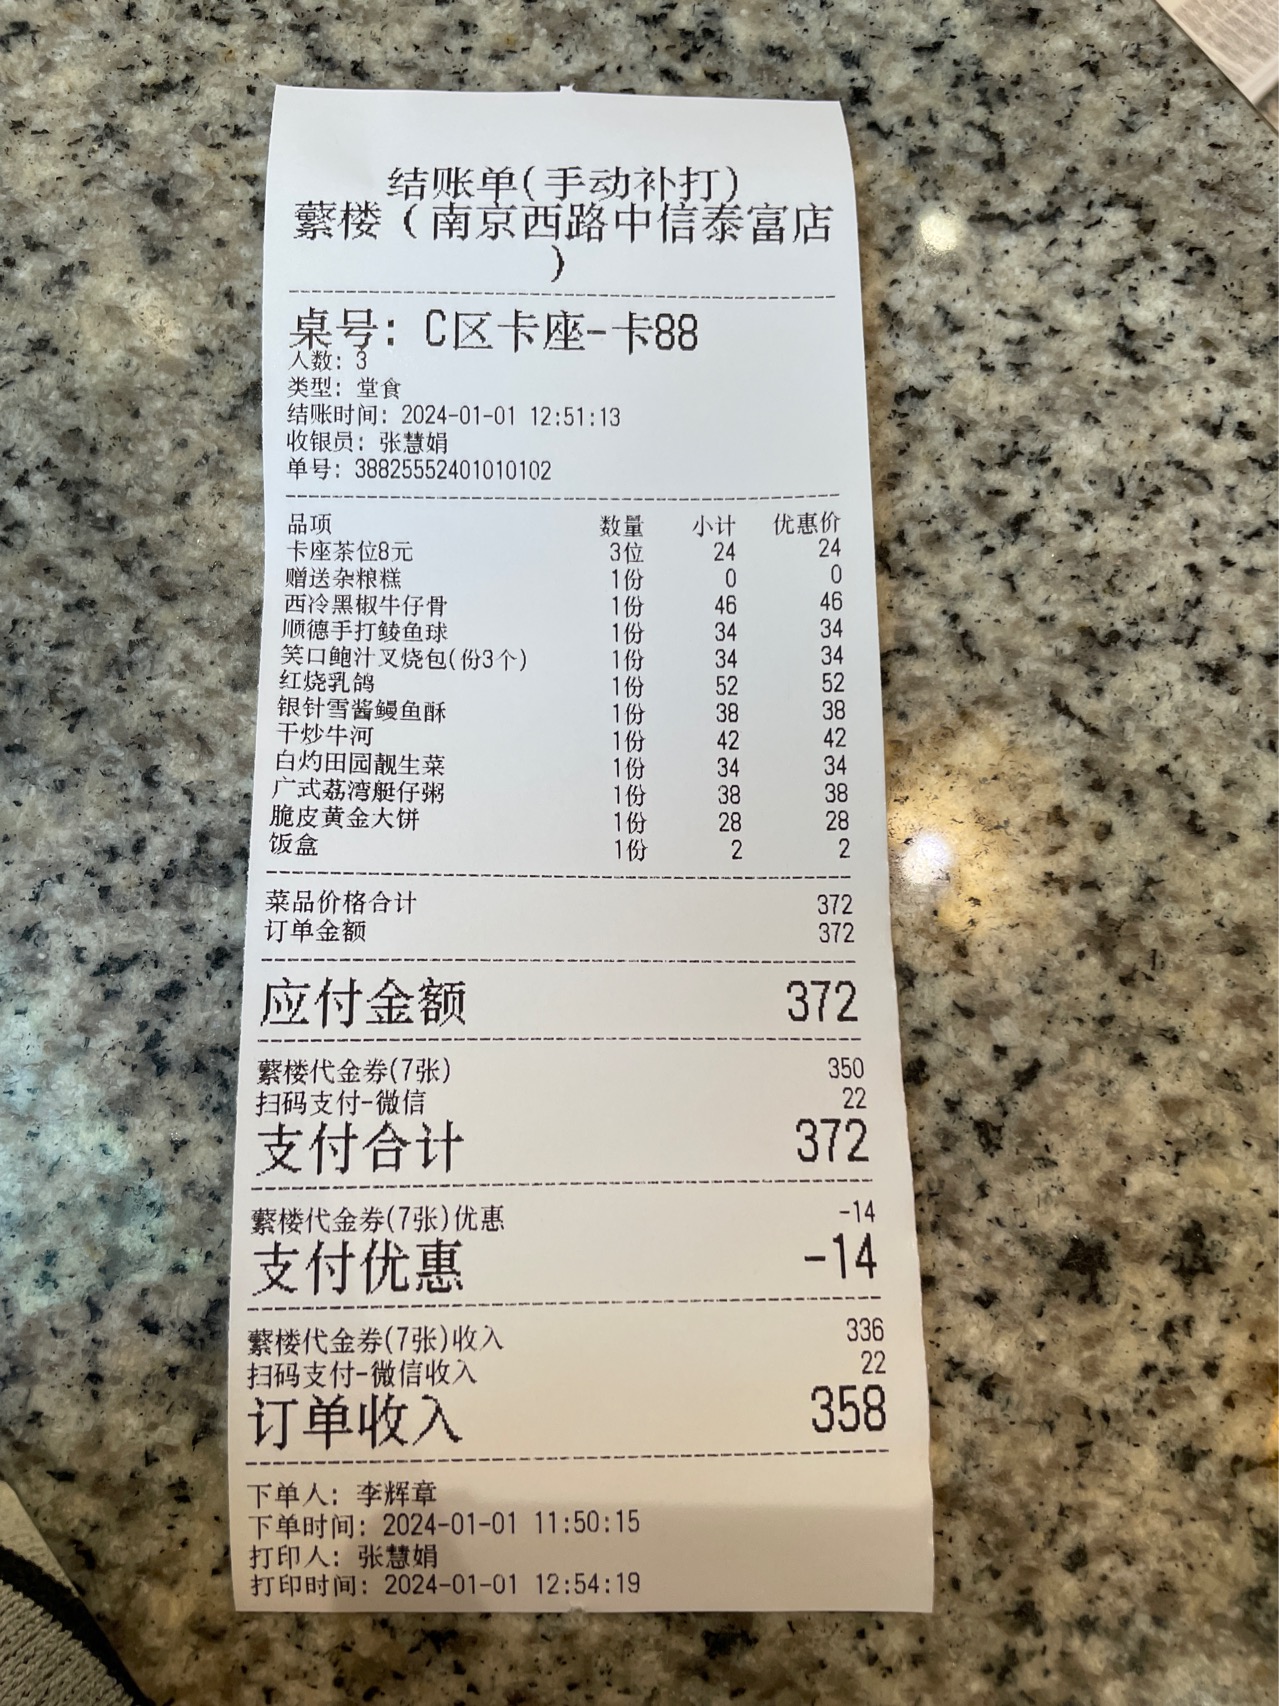 结账单(手动补打)
蘩楼（南京西路中信泰富店
）
桌号: C区卡座-卡88
人数: 3
类型: 堂食
结账时间: 2024-01-01 12:51:13
收银员: 张慧娟
单号: 38825552401010102
品项 数量 小计 优惠价
卡座茶位8元 3位 24 24
赠送杂粮糕 1份 0 0
西冷黑椒牛仔骨 1份 46 46
顺德手打鲮鱼球 1份 34 34
笑口鲍汁叉烧包(份3个) 1份 34 34
红烧乳鸽 1份 52 52
银针雪酱鳗鱼酥 1份 38 38
干炒牛河 1份 42 42
白灼田园靓生菜 1份 34 34
广式荔湾艇仔粥 1份 38 38
脆皮黄金大饼 1份 28 28
饭盒 1份 2 2
菜品价格合计 372
订单金额 372
应付金额 372
蘩楼代金券(7张) 350
扫码支付-微信 22
支付合计 372
蘩楼代金券(7张)优惠 -14
支付优惠 -14
蘩楼代金券(7张)收入 336
扫码支付-微信收入 22
订单收入 358
下单人: 李辉章
下单时间: 2024-01-01 11:50:15
打印人: 张慧娟
打印时间: 2024-01-01 12:54:19